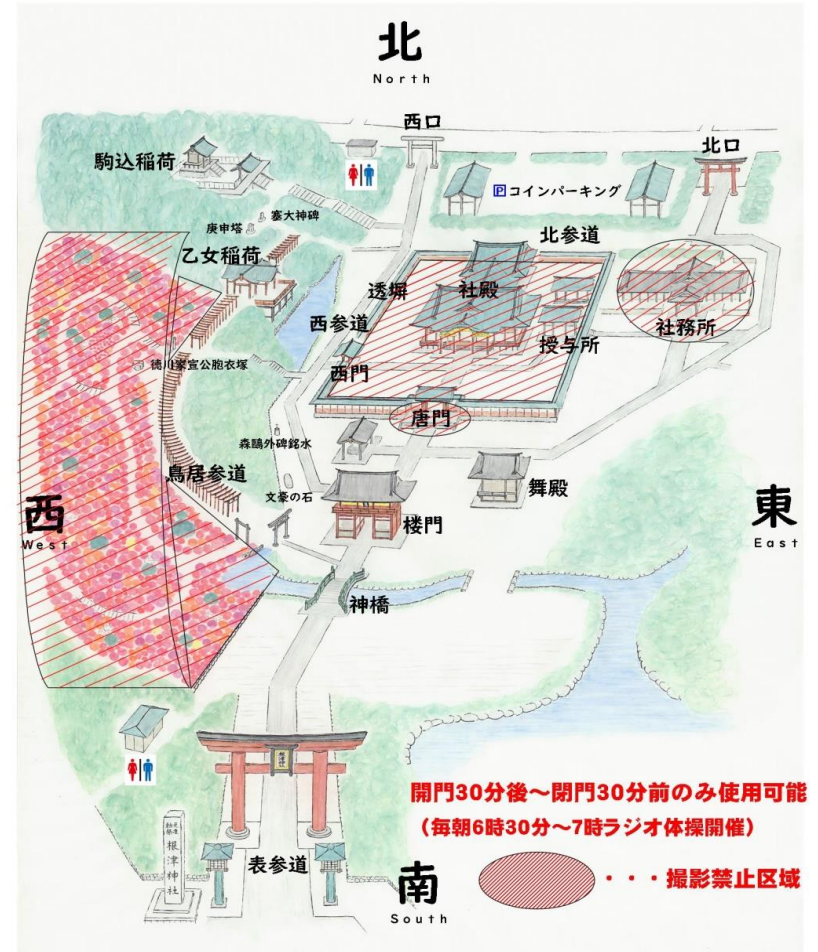 北
North
西口
北口
駒込稲荷
P コインパーキング
塞大神碑
庚申塔
乙女稲荷
北参道
透塀
社殿
西参道
社務所
授与所
西門
徳川家宣公胞衣塚
唐門
森鷗外碑銘水
鳥居参道
文豪の石
舞殿
楼門
西
West
東
East
神橋
根津神社
開門30分後～閉門30分前のみ使用可能
（毎朝6時30分～7時ラジオ体操開催）
表参道
南
South
・・・撮影禁止区域